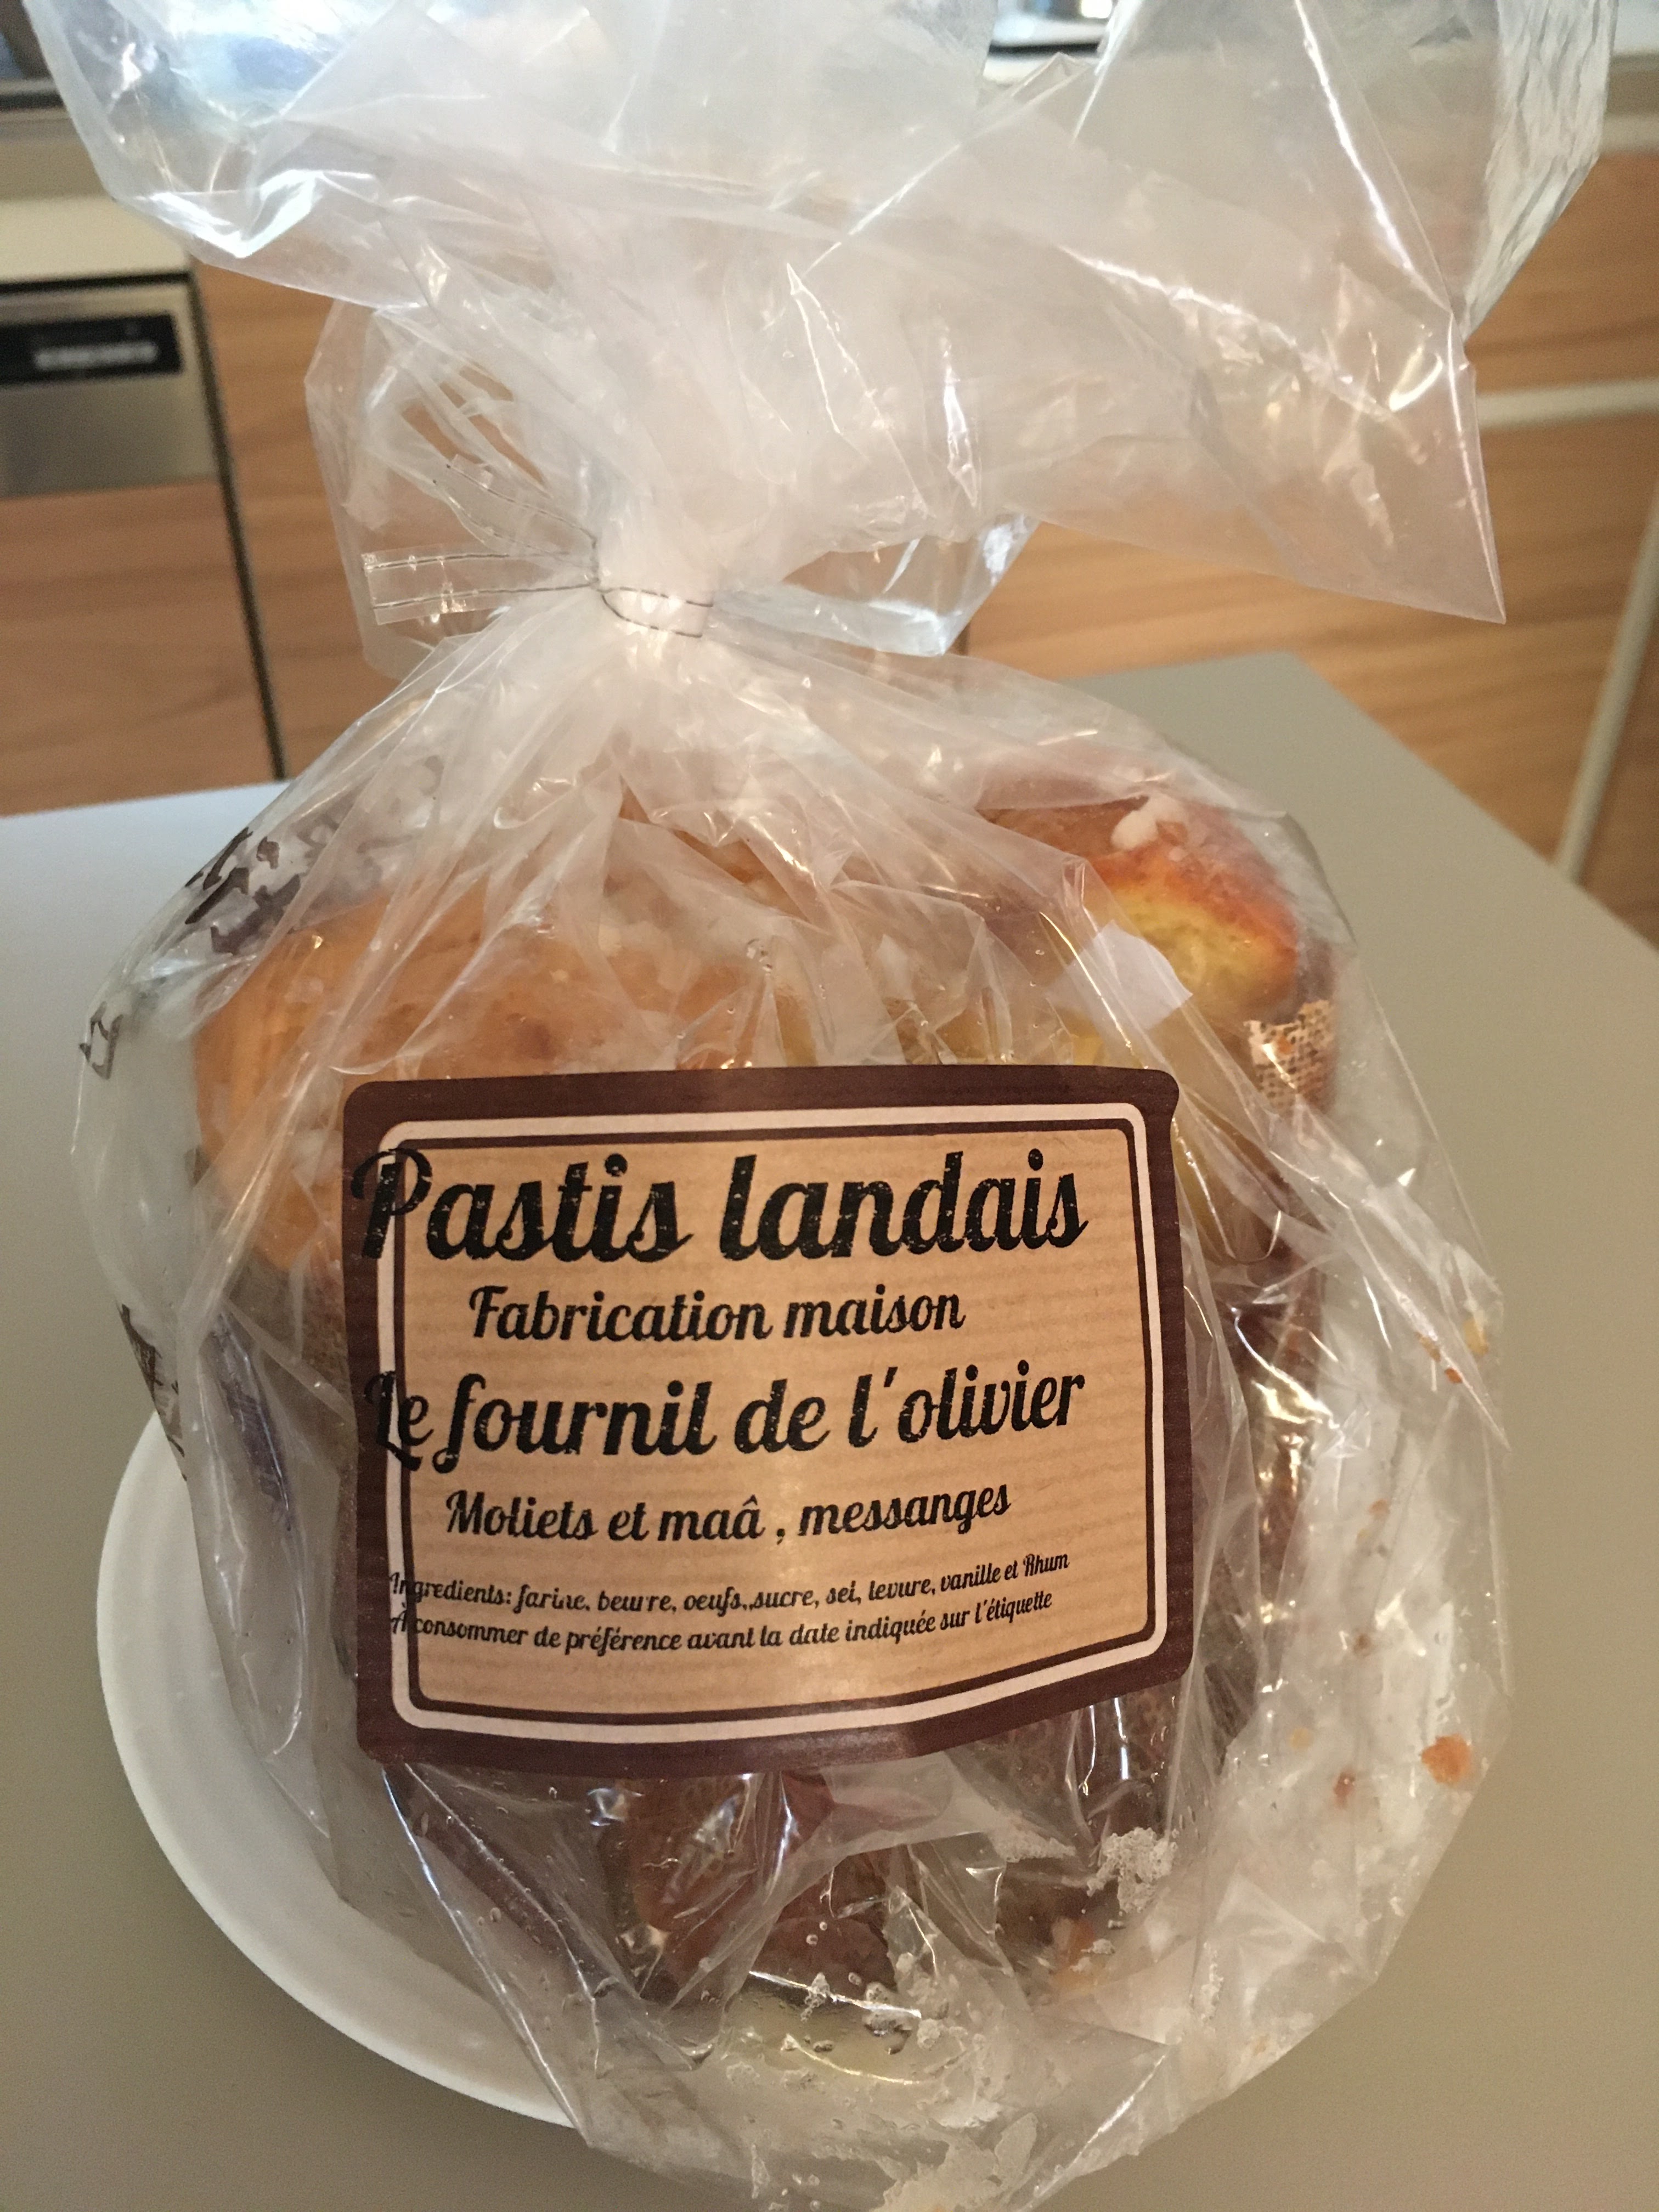 Pastis landais
Fabrication maison
Le fournil de l'olivier
Moliets et maâ , messanges
Ingredients: farine, beurre, oeufs, sucre, sel, levure, vanille et Rhum
A consommer de préférence avant la date indiquée sur l'étiquette